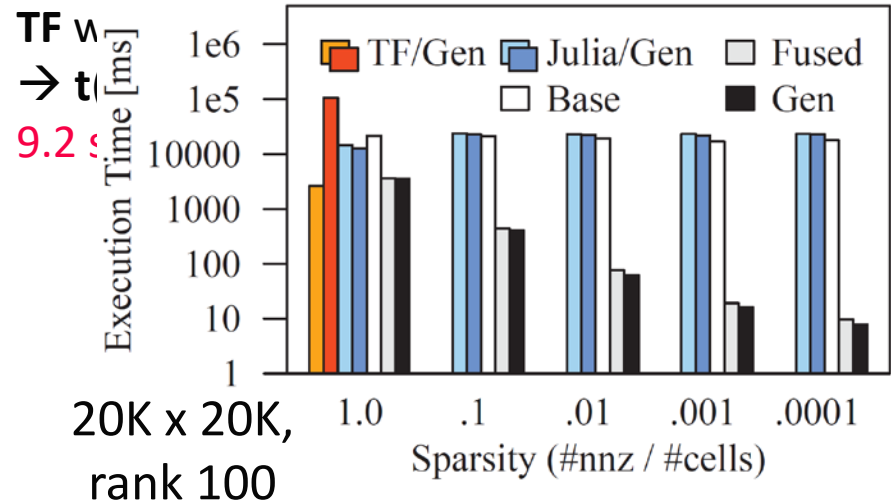 TF
→ t(
9.2 s
Execution Time [ms]
1e6
1e5
10000
1000
100
10
1
TF/Gen
Julia/Gen
Fused
Base
Gen
1.0
.1
.01
.001
.0001
Sparsity (#nnz / #cells)
20K x 20K,
rank 100